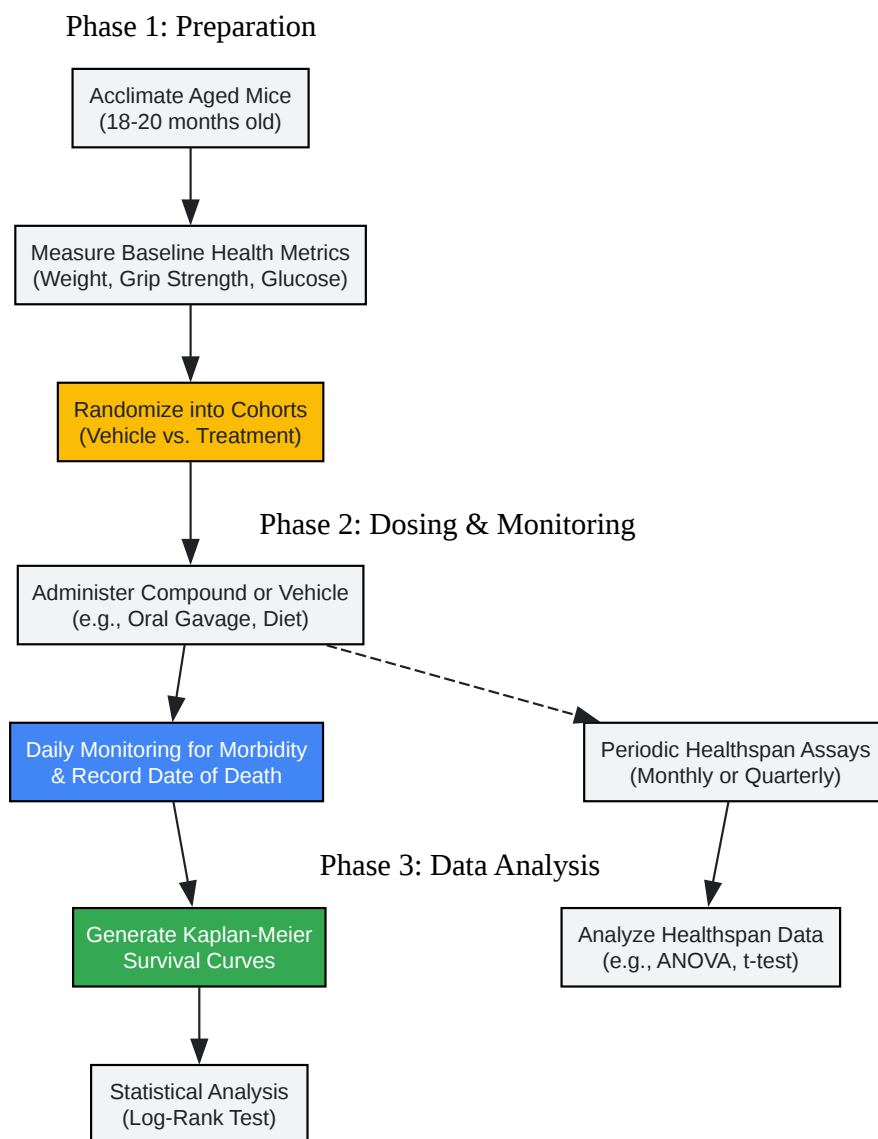 Phase 1: Preparation
Acclimate Aged Mice
(18-20 months old)
Measure Baseline Health Metrics
(Weight, Grip Strength, Glucose)
Randomize into Cohorts
(Vehicle vs. Treatment)
Phase 2: Dosing & Monitoring
Administer Compound or Vehicle
(e.g., Oral Gavage, Diet)
Daily Monitoring for Morbidity
& Record Date of Death
Periodic Healthspan Assays
(Monthly or Quarterly)
Phase 3: Data Analysis
Generate Kaplan-Meier
Survival Curves
Analyze Healthspan Data
(e.g., ANOVA, t-test)
Statistical Analysis
(Log-Rank Test)